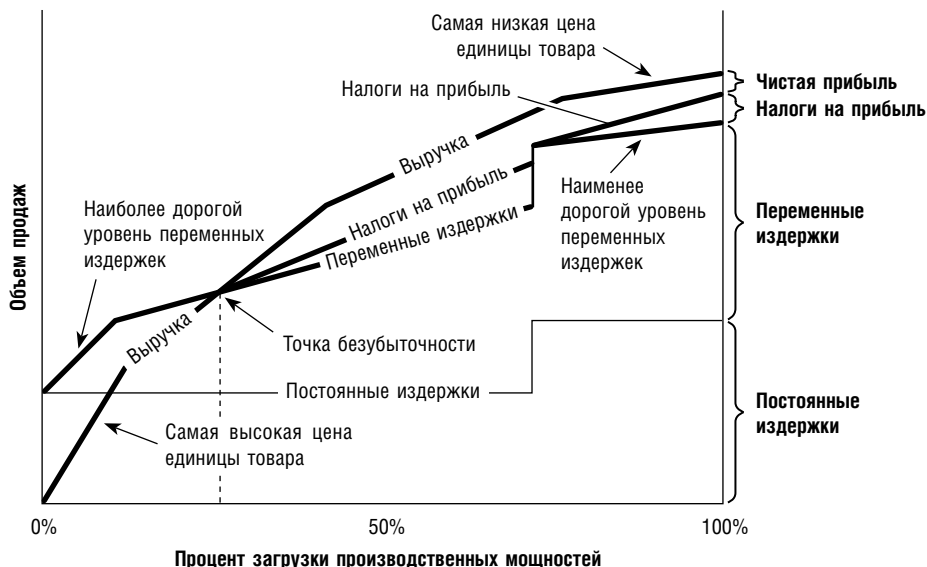 Самая низкая цена
единицы товара
Налоги на прибыль
Чистая прибыль
Налоги на прибыль
Выручка
Наиболее дорогой
уровень переменных
издержек
Налоги на прибыль
Переменные издержки
Наименее
дорогой уровень
переменных
издержек
Переменные
издержки
Объем продаж
Выручка
Точка безубыточности
Постоянные издержки
Постоянные
издержки
Самая высокая цена
единицы товара
0%
50%
100%
Процент загрузки производственных мощностей